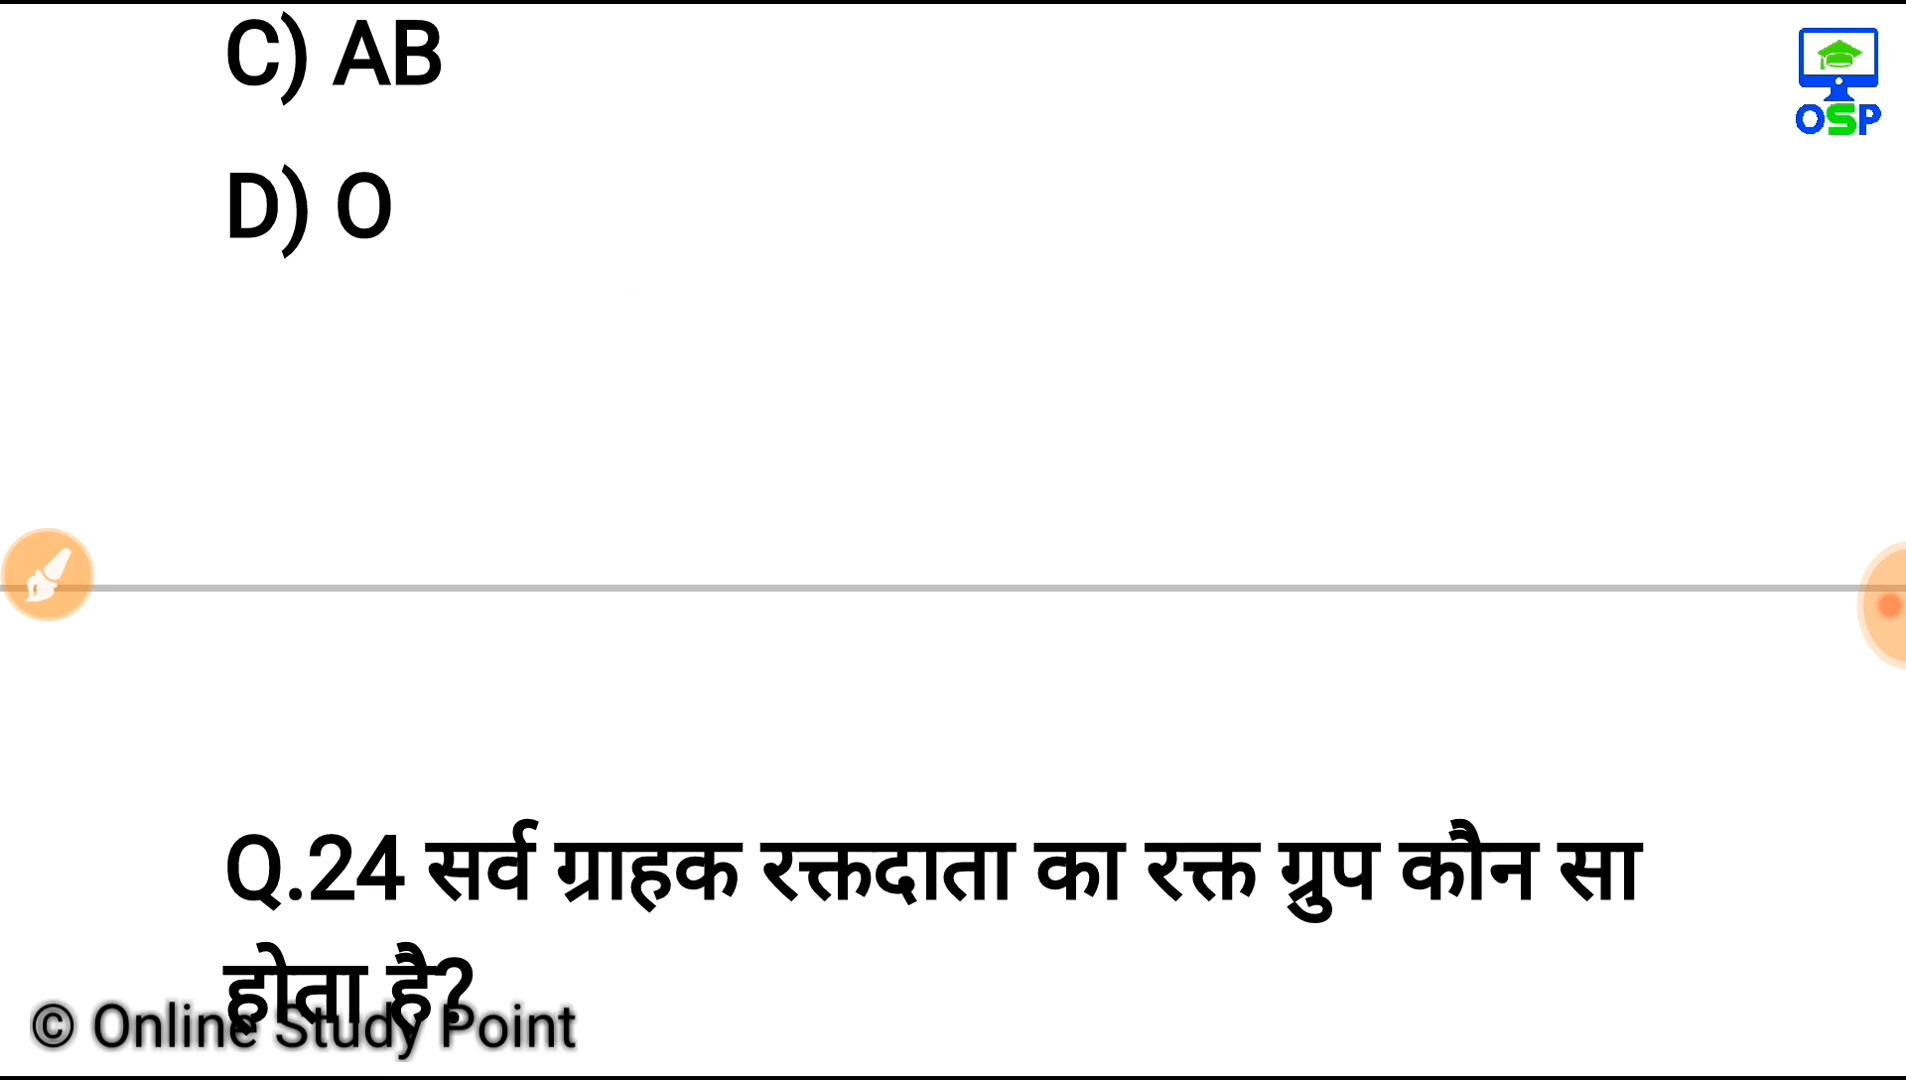 C) AB
OSP
D) O
Q.24 सर्व ग्राहक रक्तदाता का रक्त ग्रुप कौन सा
होता है?
© Online Study Point